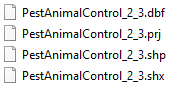 PestAnimalControl_2_3.dbf
PestAnimalControl_2_3.prj
PestAnimalControl_2_3.shp
PestAnimalControl_2_3.shx